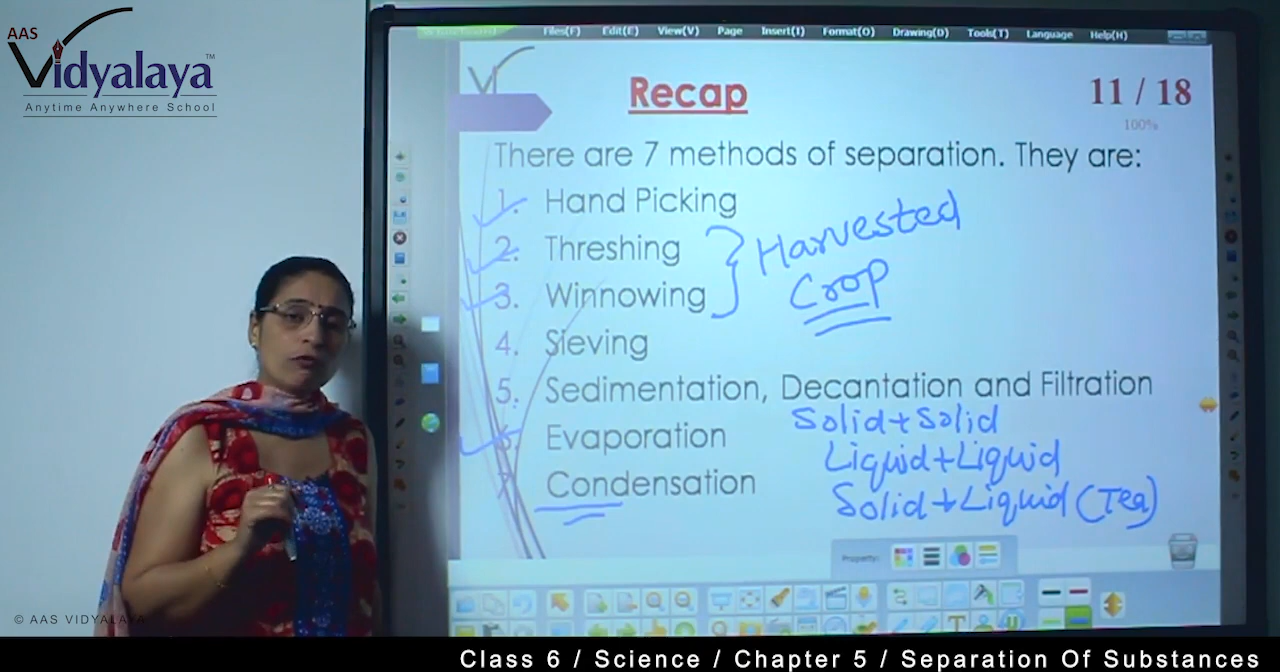 AAS
Vidyalaya™
Anytime Anywhere School
Files(F) Edit(E) View(V) Page Insert(I) Format(O) Drawing(D) Tools(T) Language Help(H)
Recap
11 / 18
100%
There are 7 methods of separation. They are:
1. Hand Picking
2. Threshing
3. Winnowing
Harvested
Crop
4. Sieving
5. Sedimentation, Decantation and Filtration
Solid+Solid
Evaporation
Liquid+Liquid
Condensation
Solid+Liquid (Tea)
Property:
© AAS VIDYALAYA
Class 6 / Science / Chapter 5 / Separation Of Substances